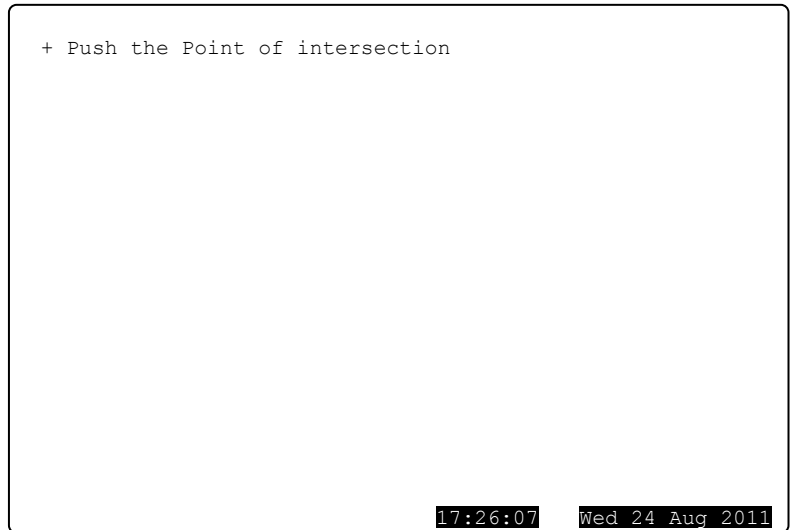 + Push the Point of intersection
17:26:07 Wed 24 Aug 2011